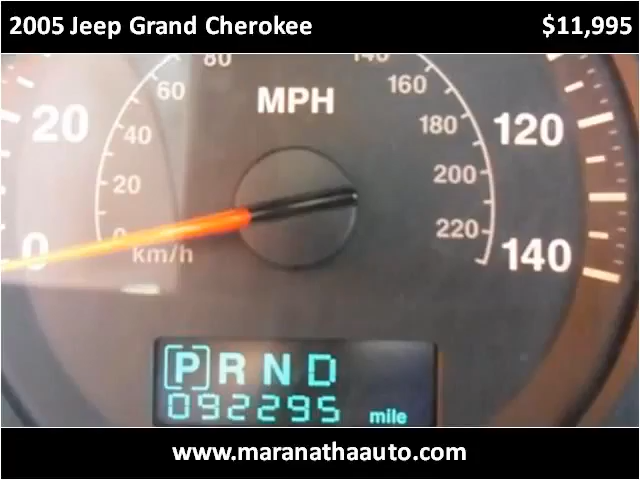 2005 Jeep Grand Cherokee $11,995
80 140
60 MPH 160
20 40 180 120
20 200
0 0 km/h 220 140
P R N D
092295 mile
www.maranathaauto.com